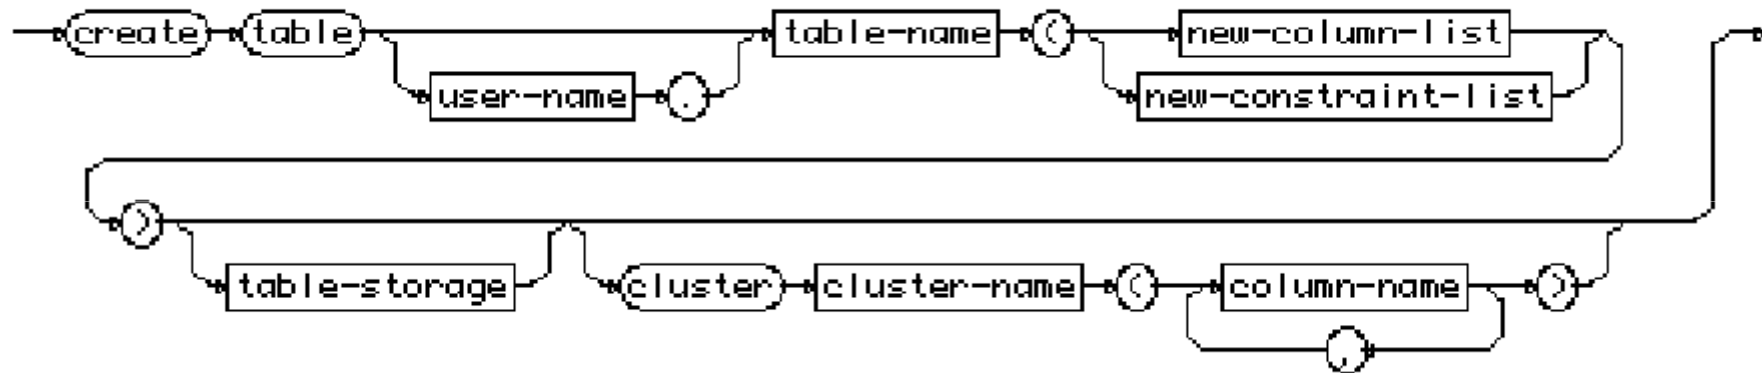 create table table-name ( new-column-list
user-name . new-constraint-list
)
table-storage cluster cluster-name ( column-name )
,